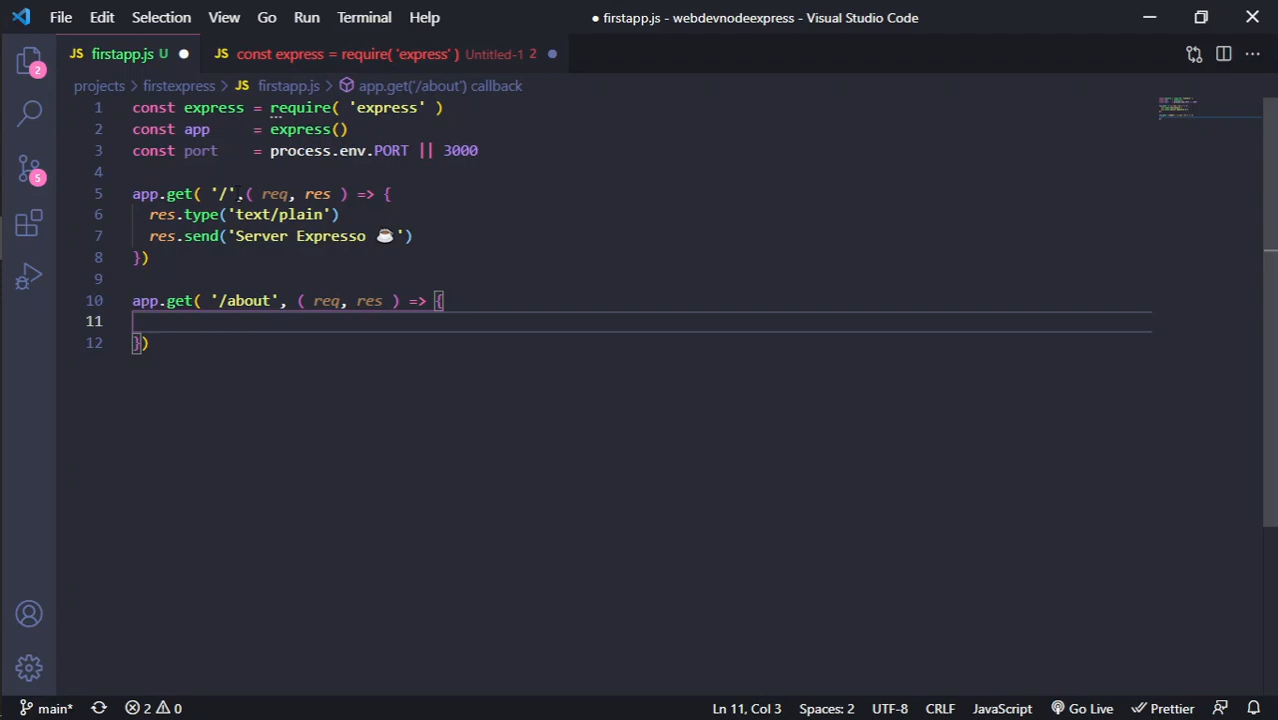 File Edit Selection View Go Run Terminal Help ● firstapp.js - webdevnodeexpress - Visual Studio Code
JS firstapp.js U ● JS const express = require( 'express' ) Untitled-1 2 ●
projects > firstexpress > JS firstapp.js > app.get('/about') callback
1 const express = require( 'express' )
2 const app     = express()
3 const port    = process.env.PORT || 3000
4
5 app.get( '/',( req, res ) => {
6   res.type('text/plain')
7   res.send('Server Expresso ☕')
8 })
9
10 app.get( '/about', ( req, res ) => {
11
12 })
2
5
main* 2 0 Ln 11, Col 3 Spaces: 2 UTF-8 CRLF JavaScript Go Live Prettier